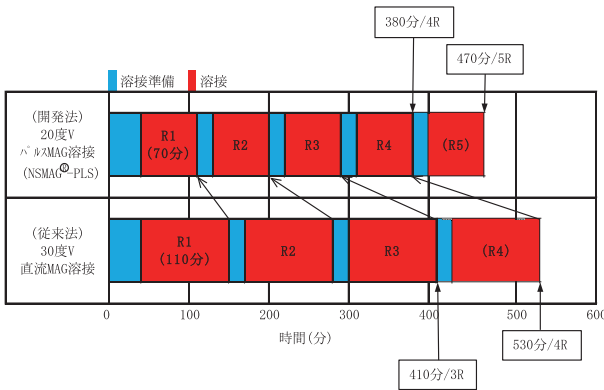 380分/4R
470分/5R
溶接準備 溶接
(開発法)
20度V
パルスMAG溶接
(NSMAG®-PLS)
R1
(70分)
R2
R3
R4
(R5)
(従来法)
30度V
直流MAG溶接
R1
(110分)
R2
R3
(R4)
0 100 200 300 400 500 600
時間(分)
530分/4R
410分/3R